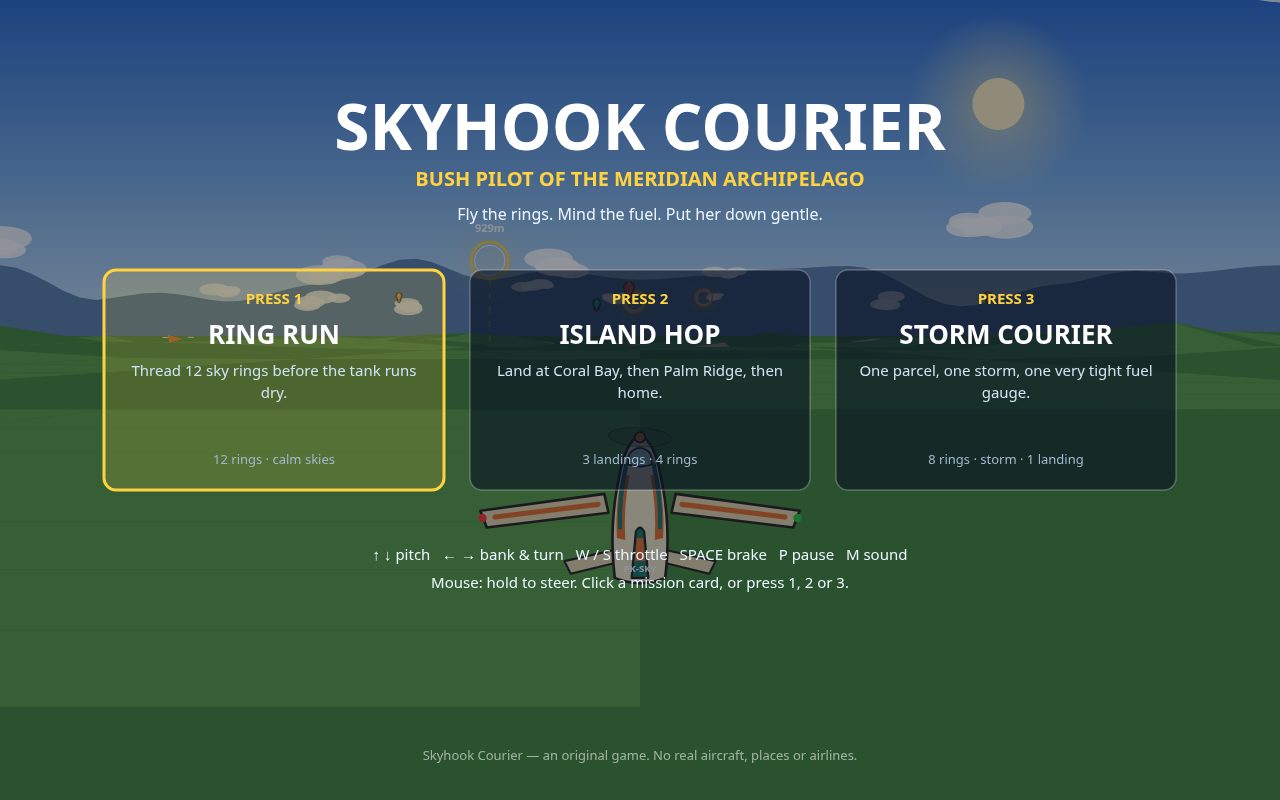 SKYHOOK COURIER
BUSH PILOT OF THE MERIDIAN ARCHIPELAGO
Fly the rings. Mind the fuel. Put her down gentle.
929m
PRESS 1
RING RUN
Thread 12 sky rings before the tank runs
dry.
12 rings · calm skies
PRESS 2
ISLAND HOP
Land at Coral Bay, then Palm Ridge, then
home.
3 landings · 4 rings
PRESS 3
STORM COURIER
One parcel, one storm, one very tight fuel
gauge.
8 rings · storm · 1 landing
↑ ↓ pitch ← → bank & turn W / S throttle SPACE brake P pause M sound
Mouse: hold to steer. Click a mission card, or press 1, 2 or 3.
Skyhook Courier — an original game. No real aircraft, places or airlines.